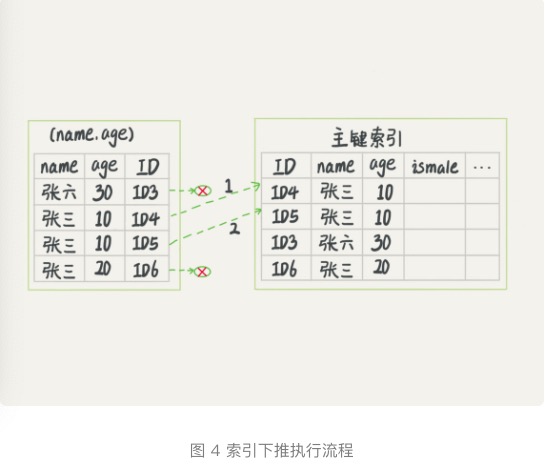 (name.age)
name age ID
张六 30 ID3
张三 10 ID4
张三 10 ID5
张三 20 ID6
1
2
主键索引
ID name age ismale ...
ID4 张三 10
ID5 张三 10
ID3 张六 30
ID6 张三 20
图 4 索引下推执行流程